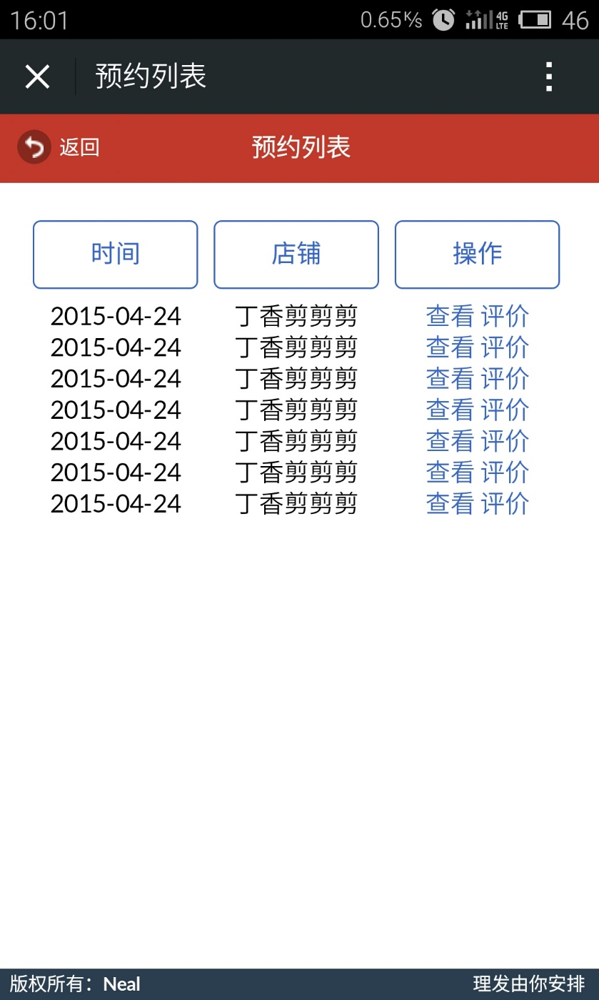 16:01 0.65K/s 4G LTE 46
预约列表
返回 预约列表
时间 店铺 操作
2015-04-24 丁香剪剪剪 查看 评价
2015-04-24 丁香剪剪剪 查看 评价
2015-04-24 丁香剪剪剪 查看 评价
2015-04-24 丁香剪剪剪 查看 评价
2015-04-24 丁香剪剪剪 查看 评价
2015-04-24 丁香剪剪剪 查看 评价
2015-04-24 丁香剪剪剪 查看 评价
版权所有：Neal 理发由你安排